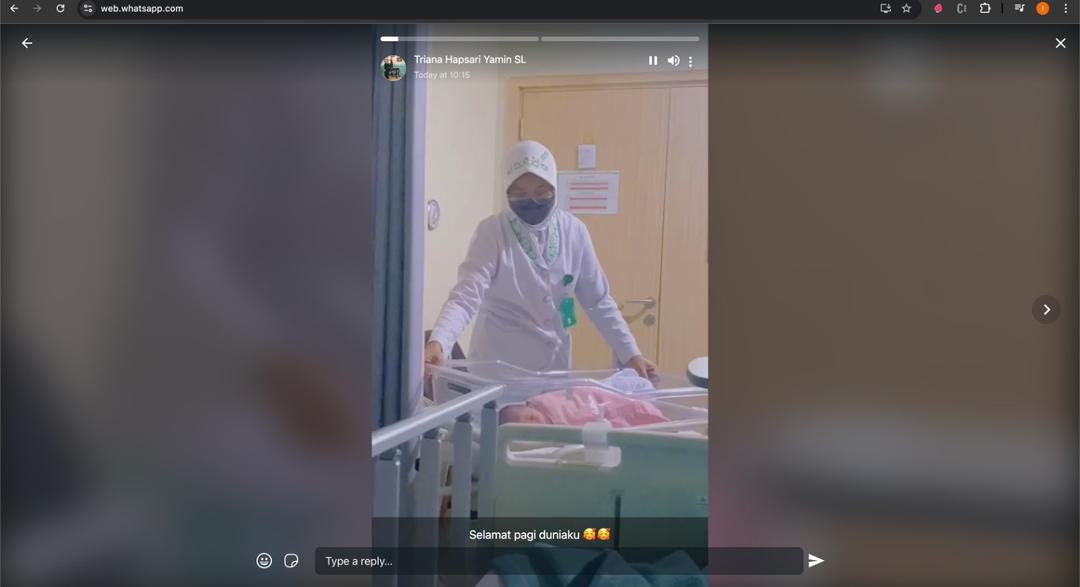 web.whatsapp.com
Triana Hapsari Yamin SL
Today at 10:15
Selamat pagi duniaku 🥰🥰
Type a reply...